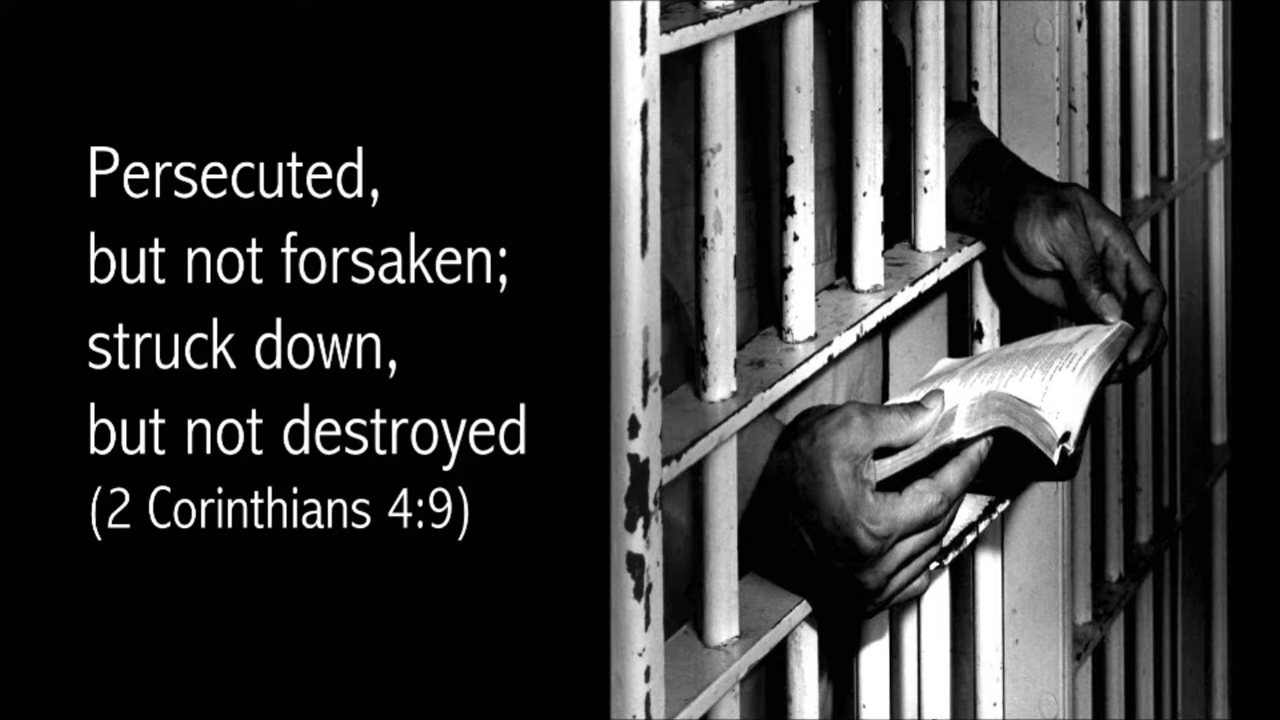 Persecuted,
but not forsaken;
struck down,
but not destroyed
(2 Corinthians 4:9)